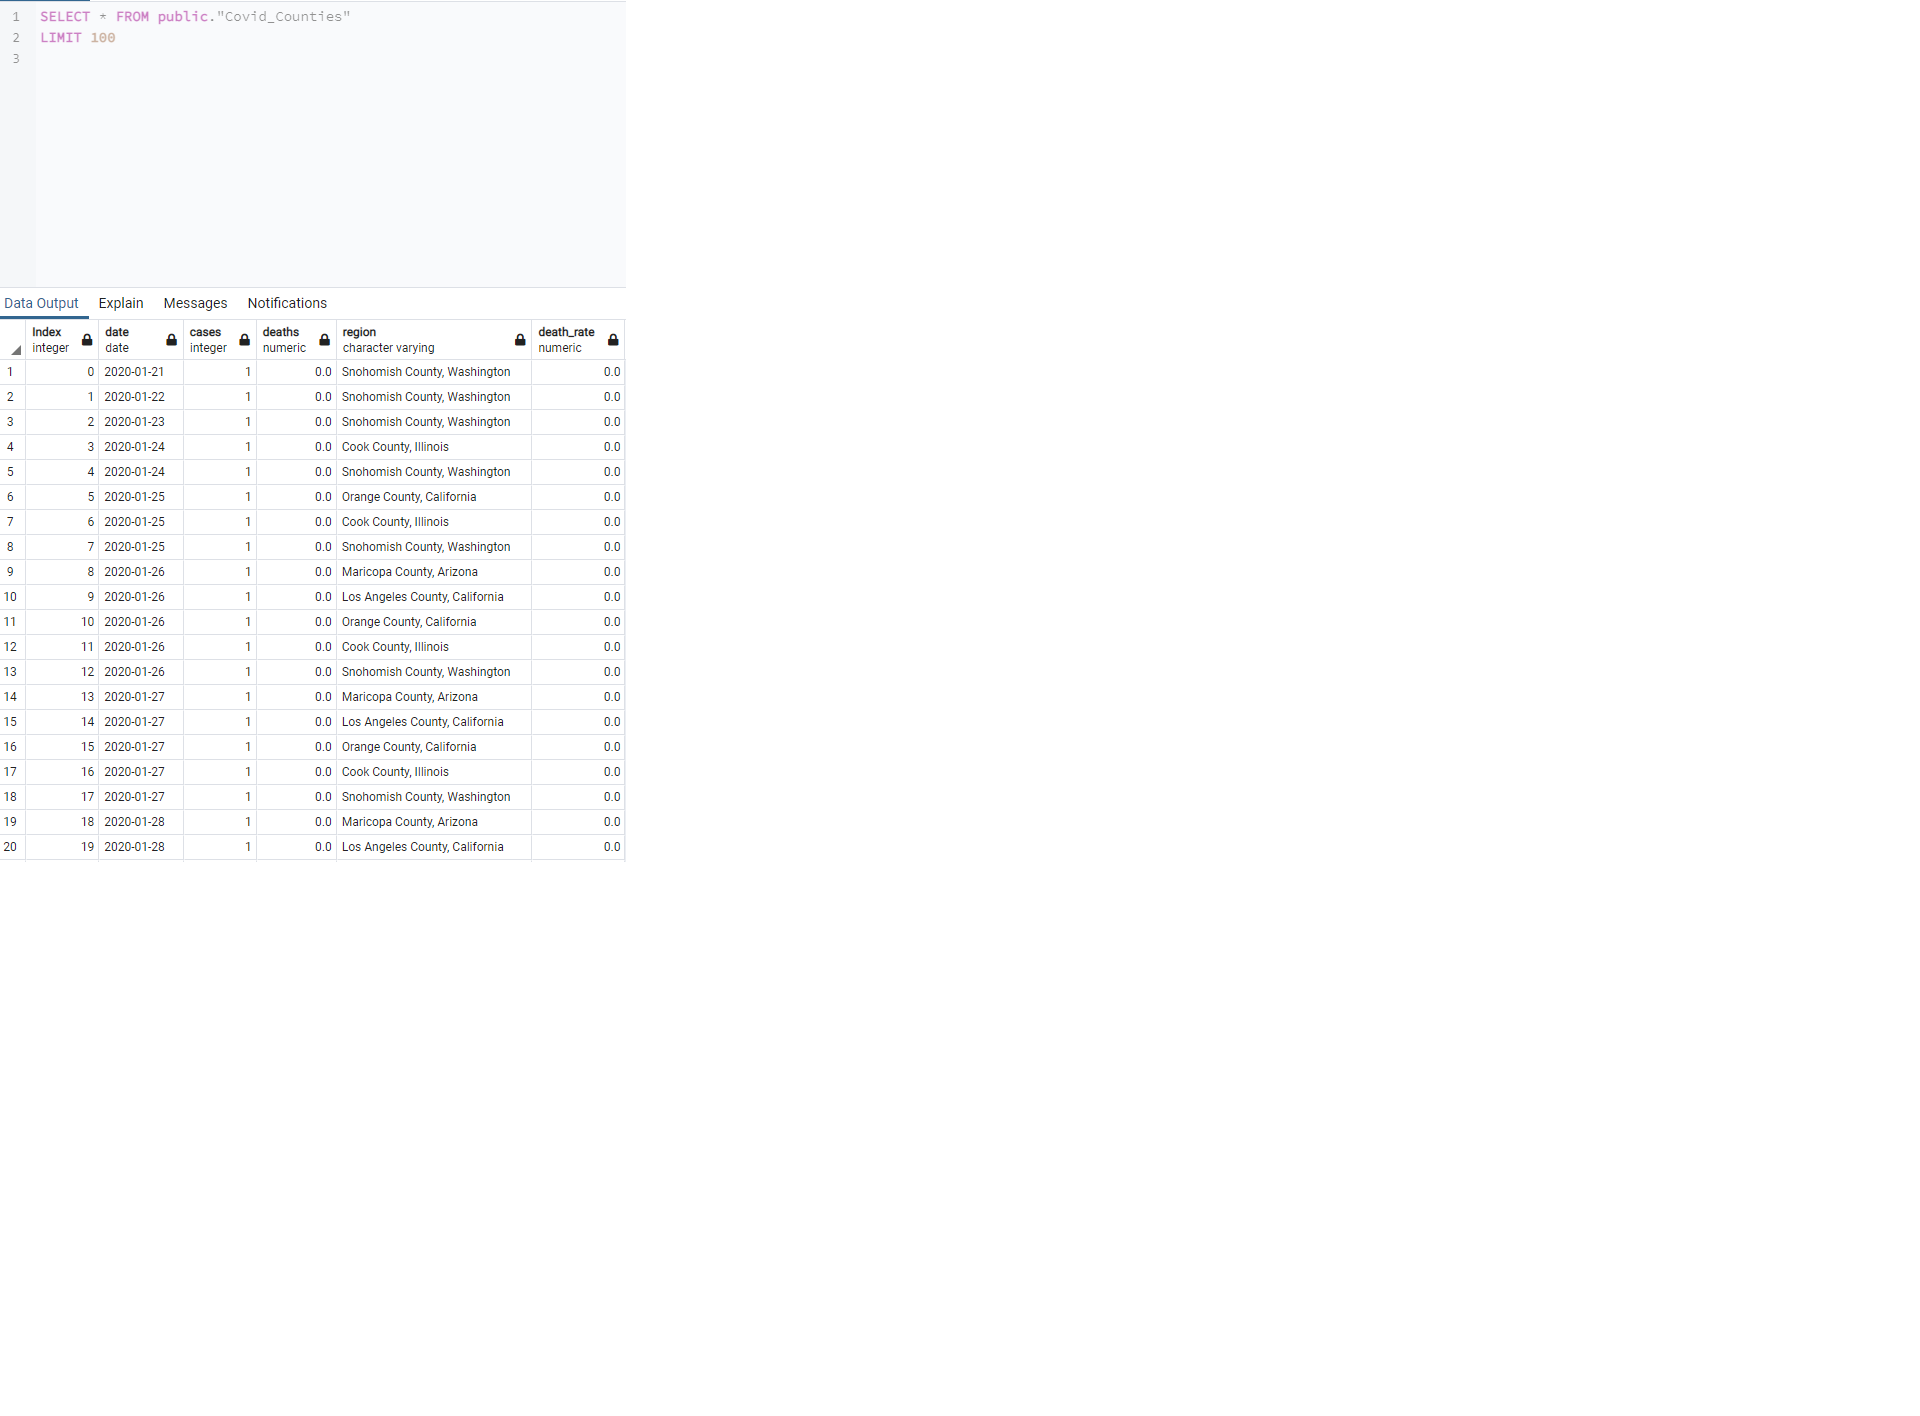 1 SELECT * FROM public."Covid_Counties"
2 LIMIT 100
3
Data Output Explain Messages Notifications
Index date cases deaths region death_rate
integer date integer numeric character varying numeric
1 0 2020-01-21 1 0.0 Snohomish County, Washington 0.0
2 1 2020-01-22 1 0.0 Snohomish County, Washington 0.0
3 2 2020-01-23 1 0.0 Snohomish County, Washington 0.0
4 3 2020-01-24 1 0.0 Cook County, Illinois 0.0
5 4 2020-01-24 1 0.0 Snohomish County, Washington 0.0
6 5 2020-01-25 1 0.0 Orange County, California 0.0
7 6 2020-01-25 1 0.0 Cook County, Illinois 0.0
8 7 2020-01-25 1 0.0 Snohomish County, Washington 0.0
9 8 2020-01-26 1 0.0 Maricopa County, Arizona 0.0
10 9 2020-01-26 1 0.0 Los Angeles County, California 0.0
11 10 2020-01-26 1 0.0 Orange County, California 0.0
12 11 2020-01-26 1 0.0 Cook County, Illinois 0.0
13 12 2020-01-26 1 0.0 Snohomish County, Washington 0.0
14 13 2020-01-27 1 0.0 Maricopa County, Arizona 0.0
15 14 2020-01-27 1 0.0 Los Angeles County, California 0.0
16 15 2020-01-27 1 0.0 Orange County, California 0.0
17 16 2020-01-27 1 0.0 Cook County, Illinois 0.0
18 17 2020-01-27 1 0.0 Snohomish County, Washington 0.0
19 18 2020-01-28 1 0.0 Maricopa County, Arizona 0.0
20 19 2020-01-28 1 0.0 Los Angeles County, California 0.0